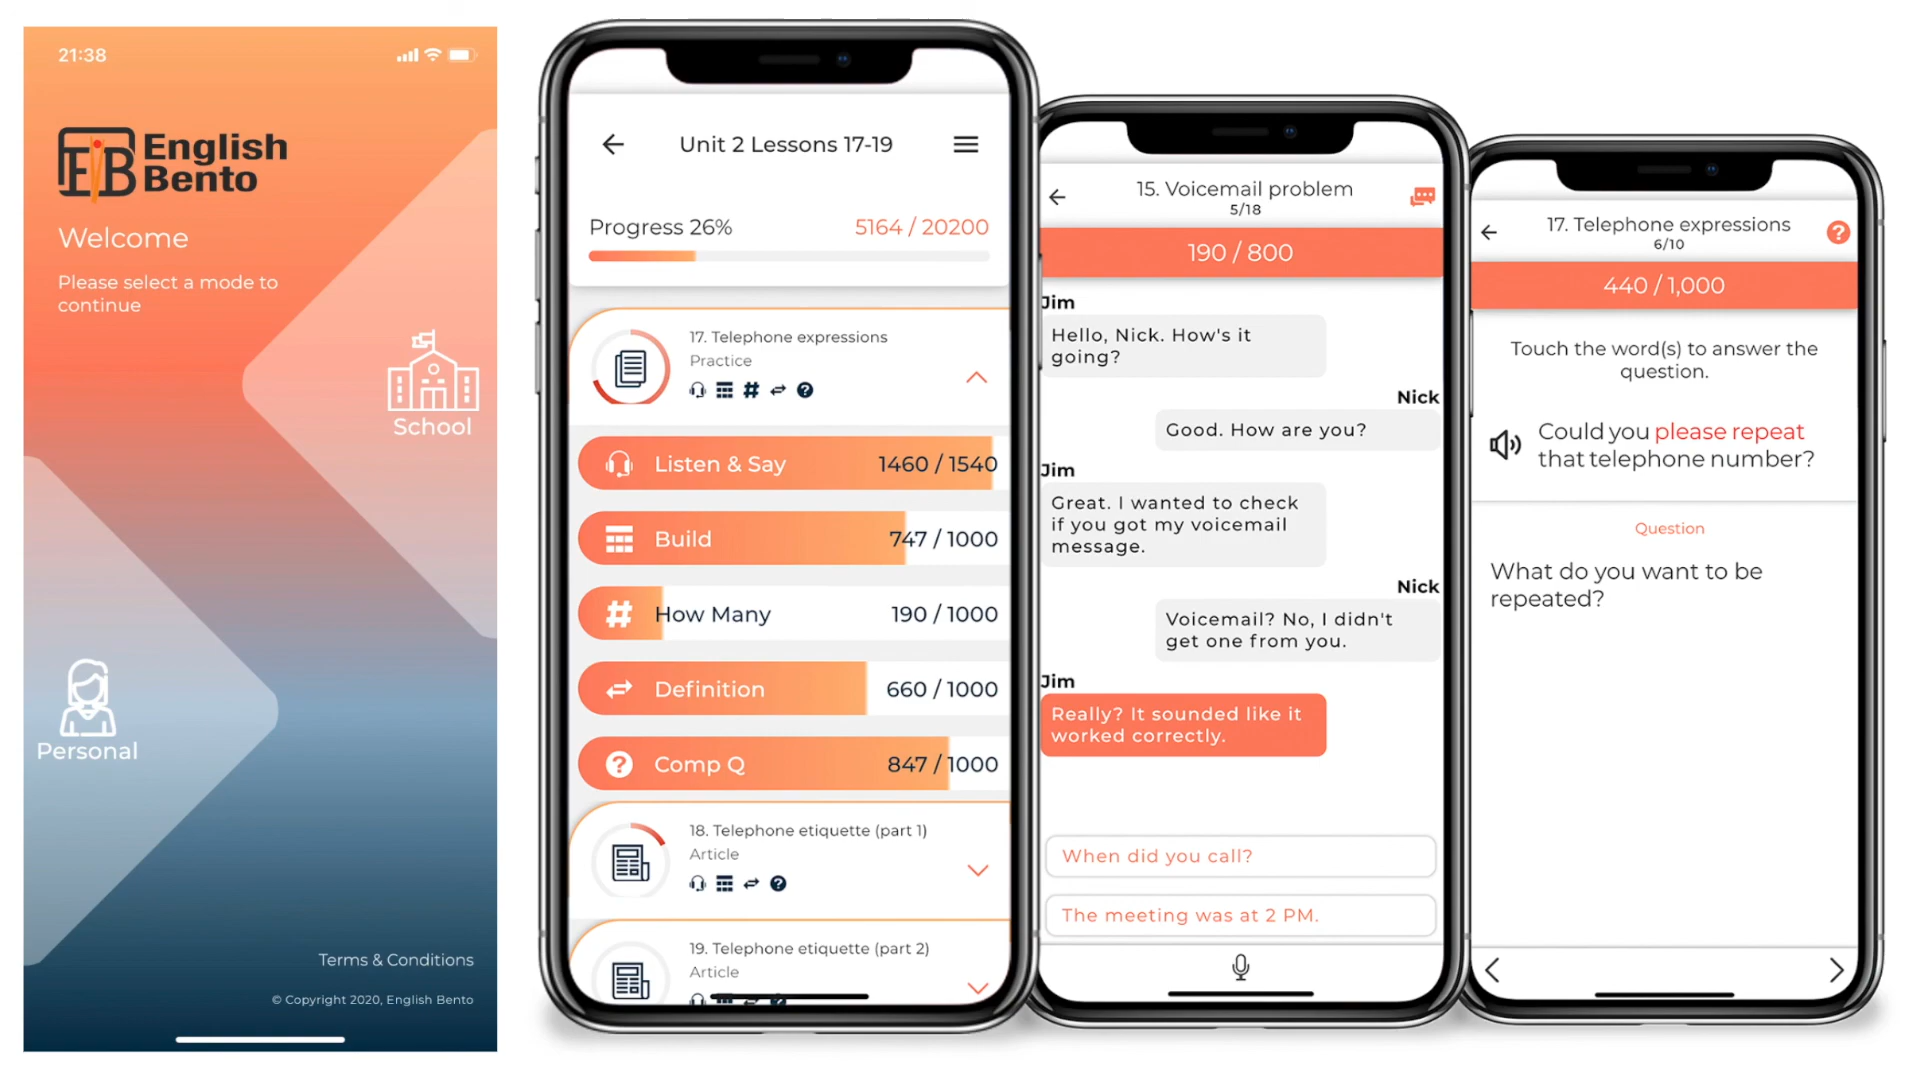 21:38
English
Bento
Welcome
Please select a mode to
continue
School
Personal
Terms & Conditions
© Copyright 2020, English Bento
Unit 2 Lessons 17-19
Progress 26%
5164 / 20200
17. Telephone expressions
Practice
Listen & Say
1460 / 1540
Build
747 / 1000
How Many
190 / 1000
Definition
660 / 1000
Comp Q
847 / 1000
18. Telephone etiquette (part 1)
Article
19. Telephone etiquette (part 2)
Article
15. Voicemail problem
5/18
190 / 800
Jim
Hello, Nick. How's it
going?
Nick
Good. How are you?
Jim
Great. I wanted to check
if you got my voicemail
message.
Nick
Voicemail? No, I didn't
get one from you.
Jim
Really? It sounded like it
worked correctly.
When did you call?
The meeting was at 2 PM.
17. Telephone expressions
6/10
440 / 1,000
Touch the word(s) to answer the
question.
Could you please repeat
that telephone number?
Question
What do you want to be
repeated?